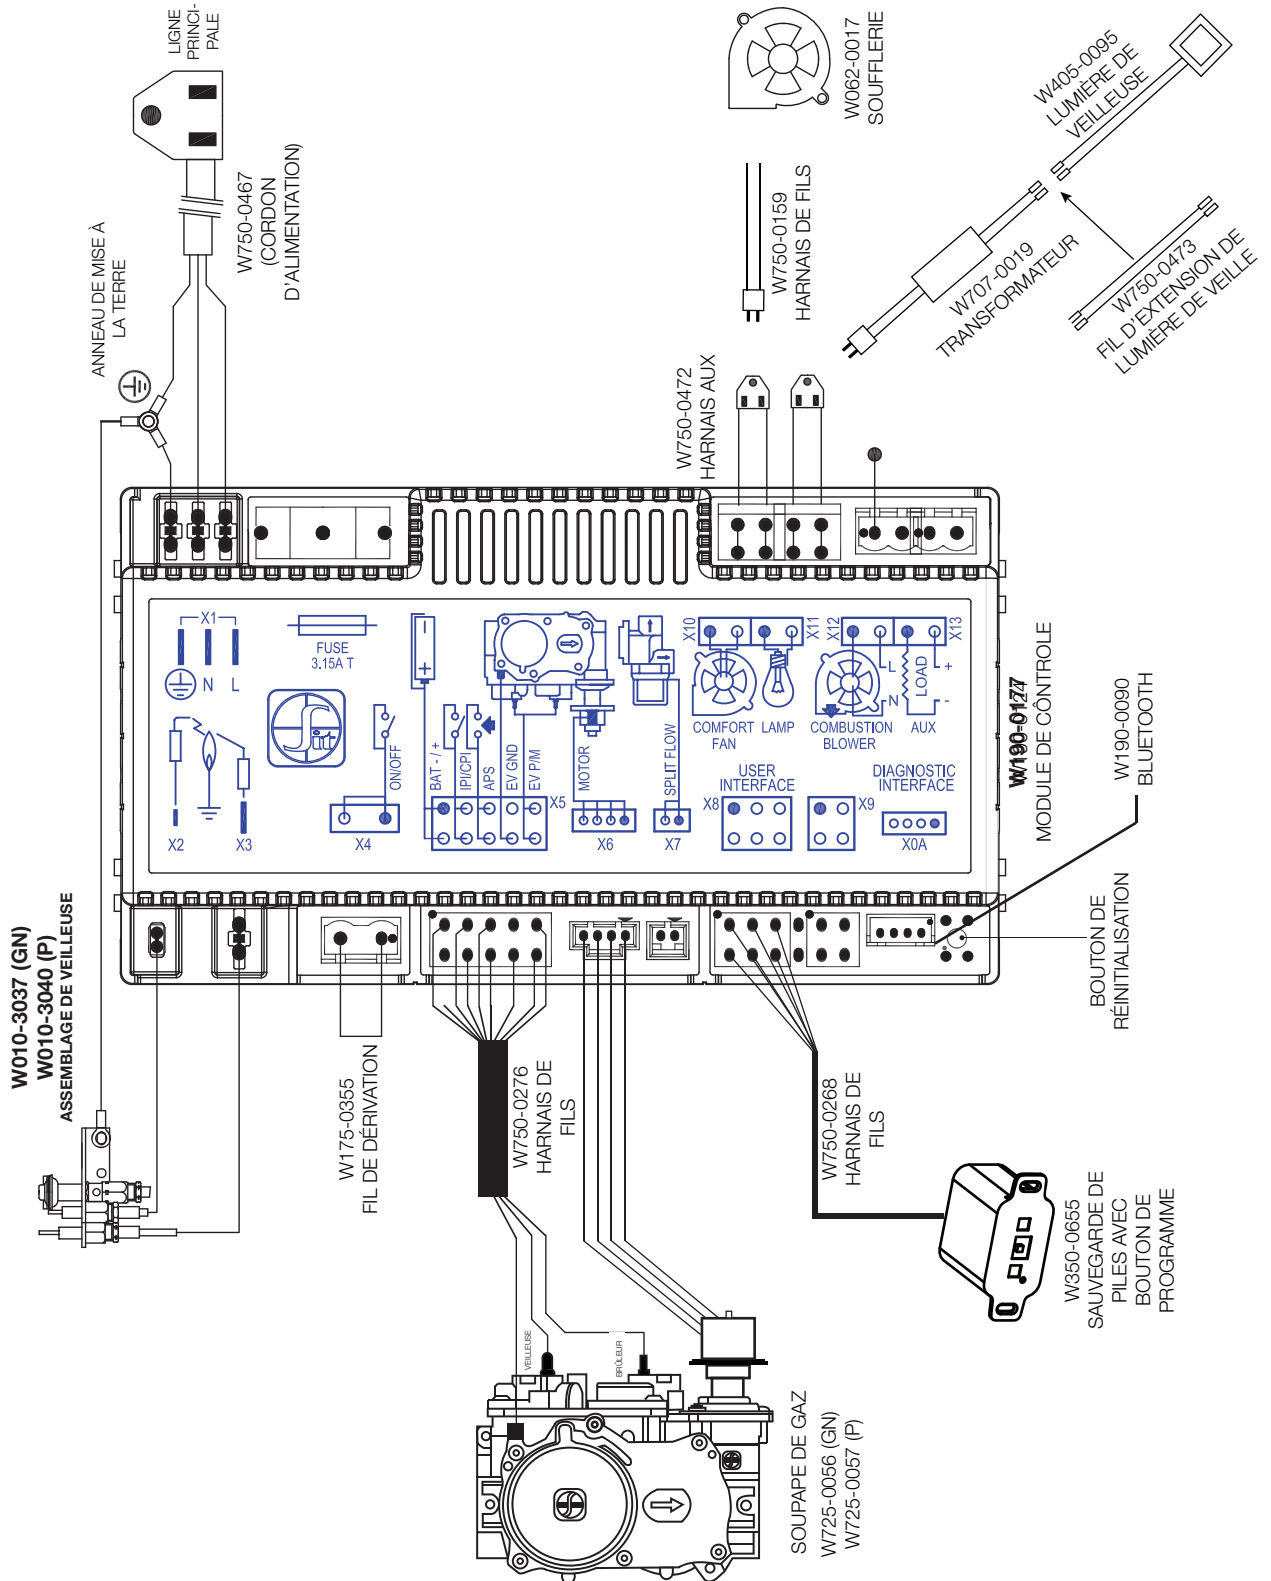 LIGNE
PRINCI-
PALE
W750-0467
(CORDON
D'ALIMENTATION)
ANNEAU DE MISE À
LA TERRE
W062-0017
SOUFFLERIE
W750-0159
HARNAIS DE FILS
W405-0095
LUMIÈRE DE
VEILLEUSE
W707-0019
TRANSFORMATEUR
W750-0473
FIL D'EXTENSION DE
LUMIÈRE DE VEILLE
W750-0472
HARNAIS AUX
X1
N
L
FUSE
3.15A T
X2
X3
ON/OFF
X4
BAT - / +
IPI/CPI
APS
EV GND
EV P/M
X5
MOTOR
X6
SPLIT FLOW
X7
X10
X11
X12
X13
COMFORT
FAN
LAMP
COMBUSTION
BLOWER
L
N
LOAD
+
-
AUX
USER
INTERFACE
X8
X9
DIAGNOSTIC
INTERFACE
X0A
Sit
W190-0177
MODULE DE CÔNTROLE
W190-0090
BLUETOOTH
BOUTON DE
RÉINITIALISATION
W010-3037 (GN)
W010-3040 (P)
ASSEMBLAGE DE VEILLEUSE
W175-0355
FIL DE DÉRIVATION
W750-0276
HARNAIS DE
FILS
W750-0268
HARNAIS DE
FILS
W350-0655
SAUVEGARDE DE
PILES AVEC
BOUTON DE
PROGRAMME
VEILLEUSE
BRÛLEUR
SOUPAPE DE GAZ
W725-0056 (GN)
W725-0057 (P)